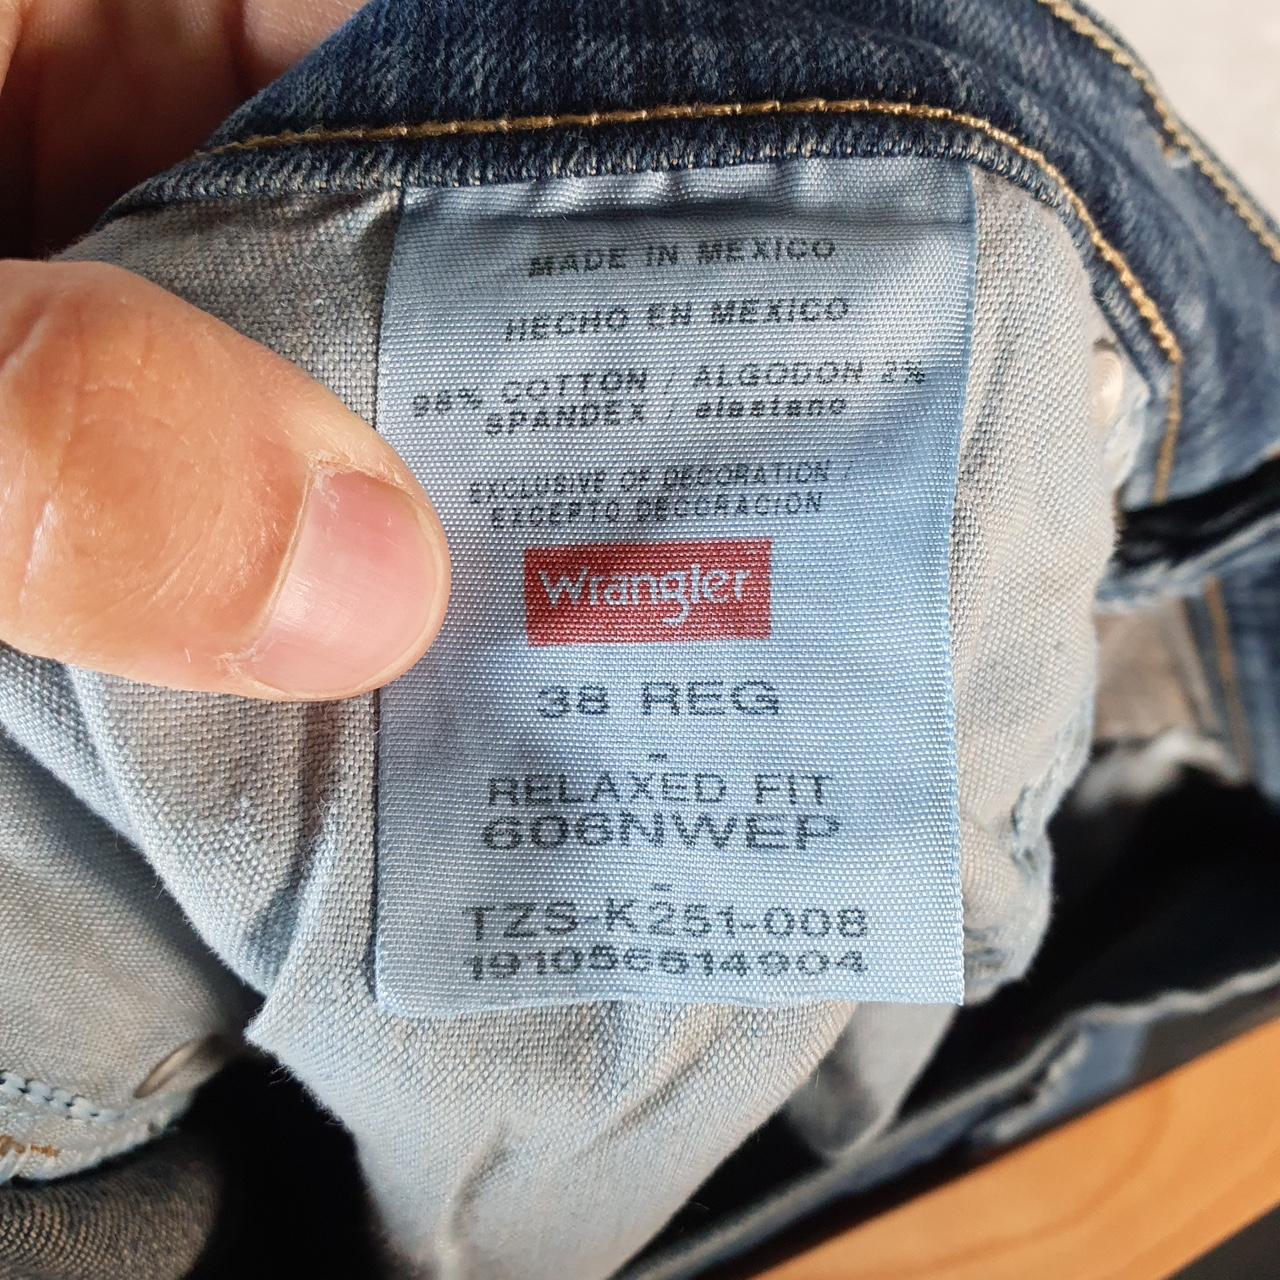 MADE IN MEXICO
HECHO EN MEXICO
98% COTTON / ALGODON 2%
SPANDEX / elastano
EXCLUSIVE OF DECORATION /
EXCEPTO DECORACION
Wrangler
38 REG
-
RELAXED FIT
606NWEP
-
TZS-K251-008
191056614904